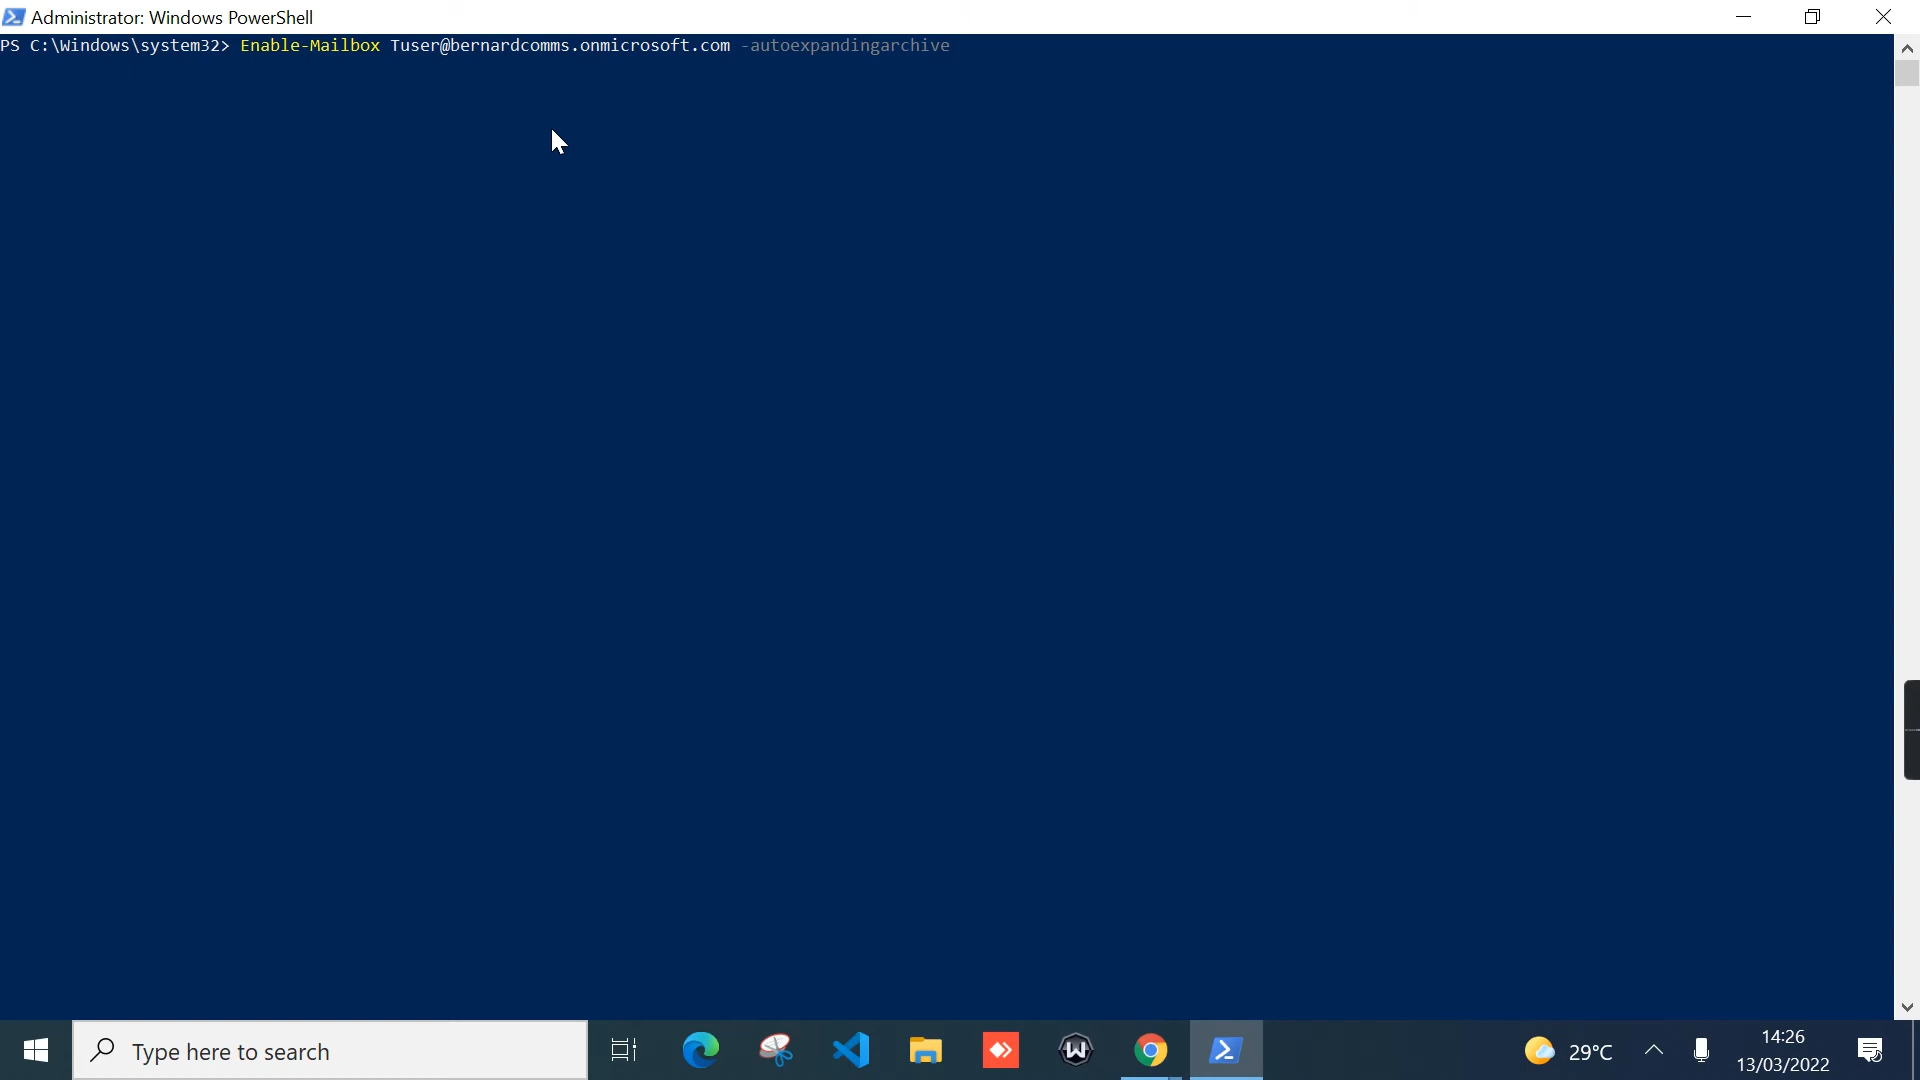 Administrator: Windows PowerShell
PS C:\Windows\system32> Enable-Mailbox Tuser@bernardcomms.onmicrosoft.com -autoexpandingarchive
Type here to search
29°C
14:26
13/03/2022